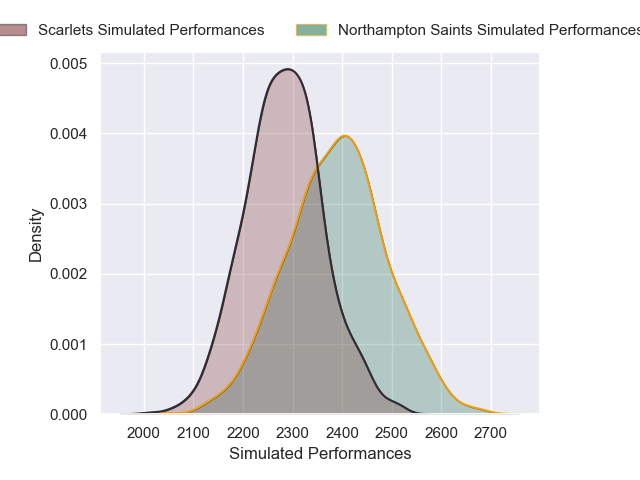 Scarlets Simulated Performances
Northampton Saints Simulated Performances
0.005
0.004
0.003
0.002
0.001
0.000
Density
2000 2100 2200 2300 2400 2500 2600 2700
Simulated Performances